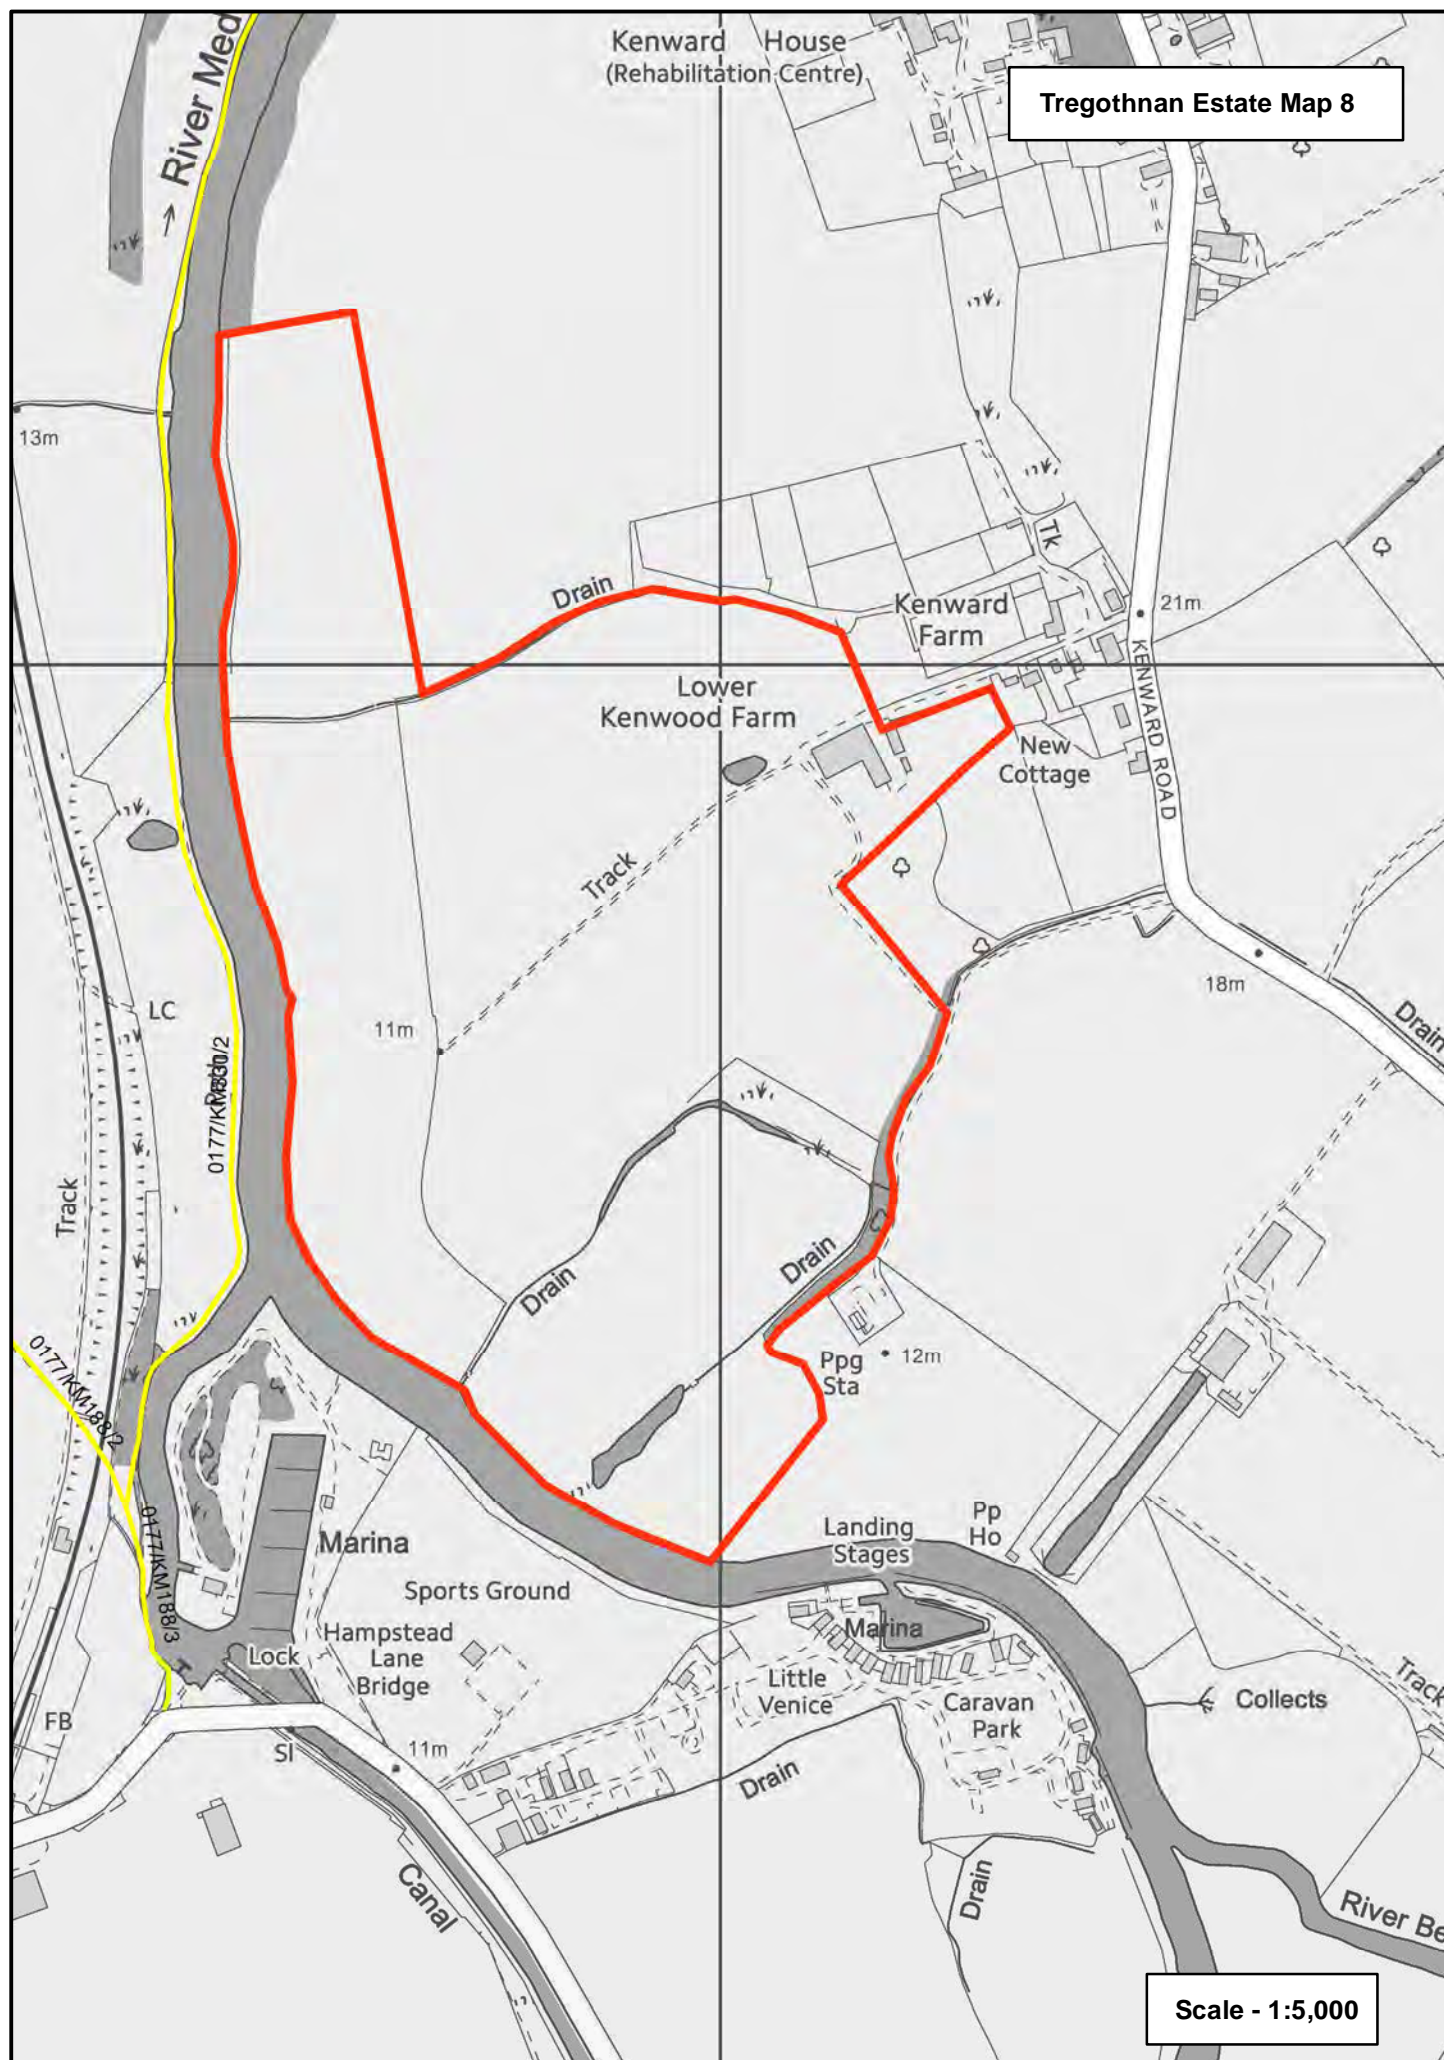 Kenward House
(Rehabilitation Centre)
Tregothnan Estate Map 8
River Med
13m
Drain
Tk
Kenward
Farm
21m
KENWARD ROAD
Lower
Kenwood Farm
New
Cottage
Track
LC
11m
18m
Drain
0177/KM830/2
Track
Drain
Drain
0177/KM188/2
12m
Ppg
Sta
Pp
Ho
Landing
Stages
Marina
0177/KM188/3
Sports Ground
Marina
Hampstead
Lane
Bridge
Lock
Little
Venice
Caravan
Park
Collects
Track
FB
Sl
11m
Drain
Canal
Drain
River Be
Scale - 1:5,000